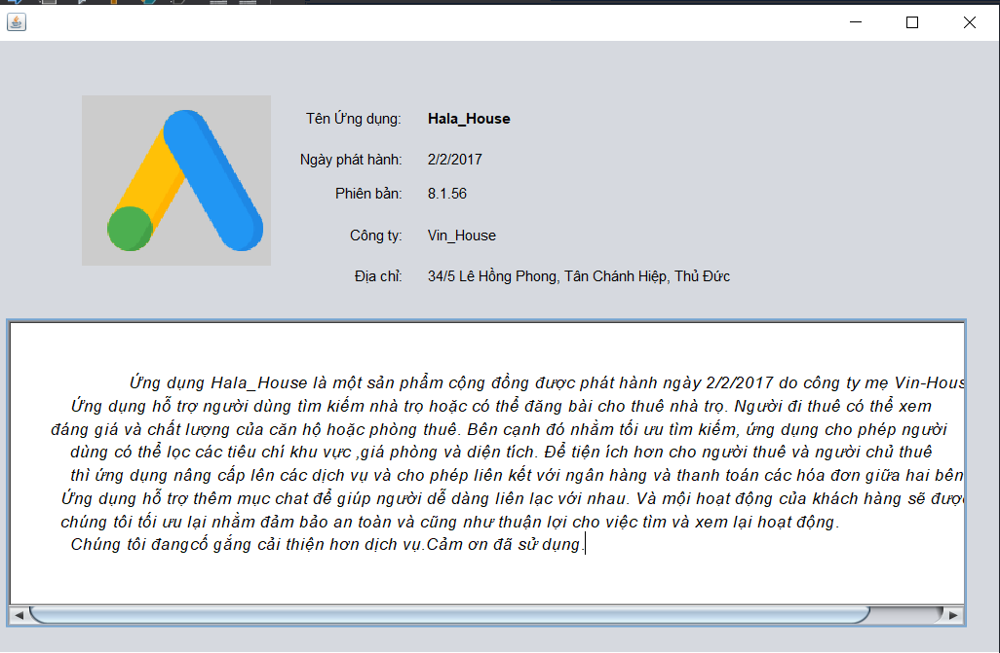 Tên Ứng dụng: Hala_House
Ngày phát hành: 2/2/2017
Phiên bản: 8.1.56
Công ty: Vin_House
Địa chỉ: 34/5 Lê Hồng Phong, Tân Chánh Hiệp, Thủ Đức
Ứng dụng Hala_House là một sản phẩm cộng đồng được phát hành ngày 2/2/2017 do công ty mẹ Vin-Hous
Ứng dụng hỗ trợ người dùng tìm kiếm nhà trọ hoặc có thể đăng bài cho thuê nhà trọ. Người đi thuê có thể xem
đáng giá và chất lượng của căn hộ hoặc phòng thuê. Bên cạnh đó nhằm tối ưu tìm kiếm, ứng dụng cho phép người
dùng có thể lọc các tiêu chí khu vực ,giá phòng và diện tích. Để tiện ích hơn cho người thuê và người chủ thuê
thì ứng dụng nâng cấp lên các dịch vụ và cho phép liên kết với ngân hàng và thanh toán các hóa đơn giữa hai bên
Ứng dụng hỗ trợ thêm mục chat để giúp người dễ dàng liên lạc với nhau. Và mội hoạt động của khách hàng sẽ đượ
chúng tôi tối ưu lại nhằm đảm bảo an toàn và cũng như thuận lợi cho việc tìm và xem lại hoạt động.
Chúng tôi đangcố gắng cải thiện hơn dịch vụ.Cảm ơn đã sử dụng.